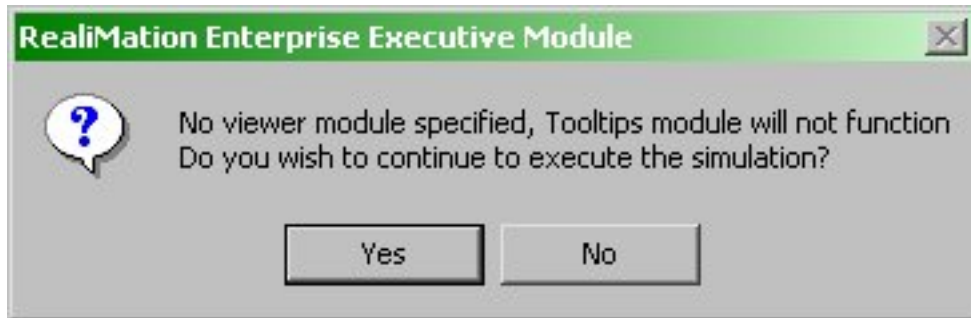 RealiMation Enterprise Executive Module
No viewer module specified, Tooltips module will not function
Do you wish to continue to execute the simulation?
Yes
No